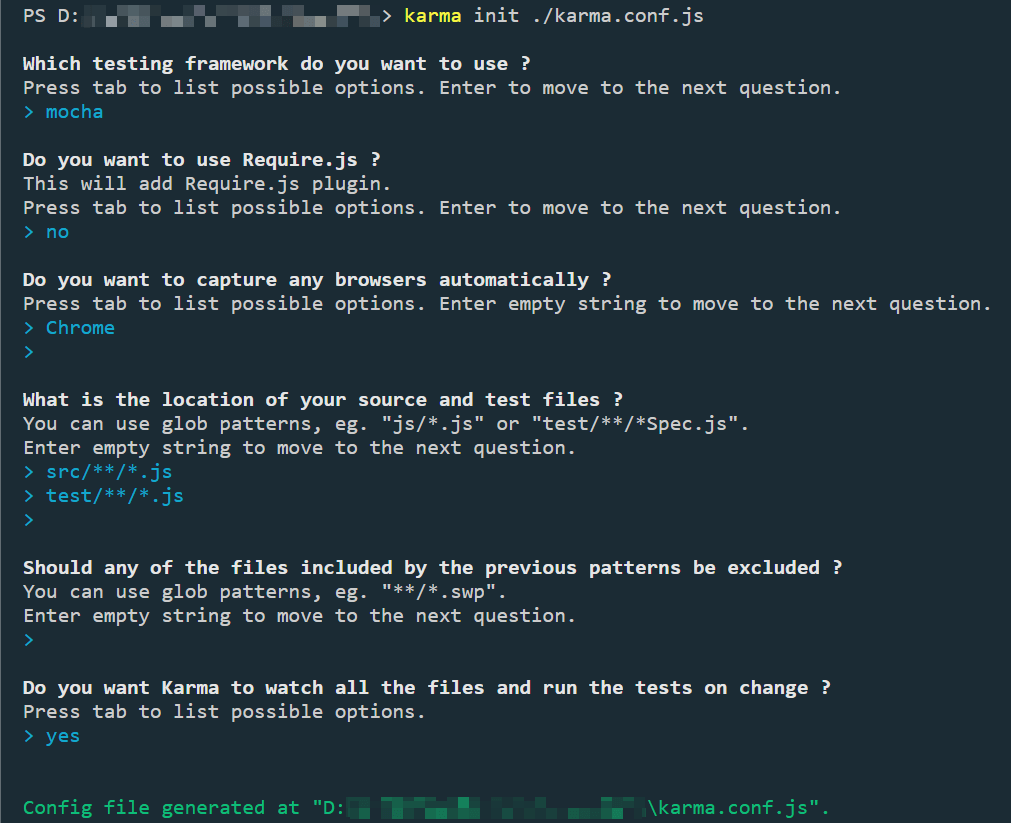 PS D:> karma init ./karma.conf.js
Which testing framework do you want to use ?
Press tab to list possible options. Enter to move to the next question.
> mocha
Do you want to use Require.js ?
This will add Require.js plugin.
Press tab to list possible options. Enter to move to the next question.
> no
Do you want to capture any browsers automatically ?
Press tab to list possible options. Enter empty string to move to the next question.
> Chrome
>
What is the location of your source and test files ?
You can use glob patterns, eg. "js/*.js" or "test/**/*Spec.js".
Enter empty string to move to the next question.
> src/**/*.js
> test/**/*.js
>
Should any of the files included by the previous patterns be excluded ?
You can use glob patterns, eg. "**/*.swp".
Enter empty string to move to the next question.
>
Do you want Karma to watch all the files and run the tests on change ?
Press tab to list possible options.
> yes
Config file generated at "D:\karma.conf.js".